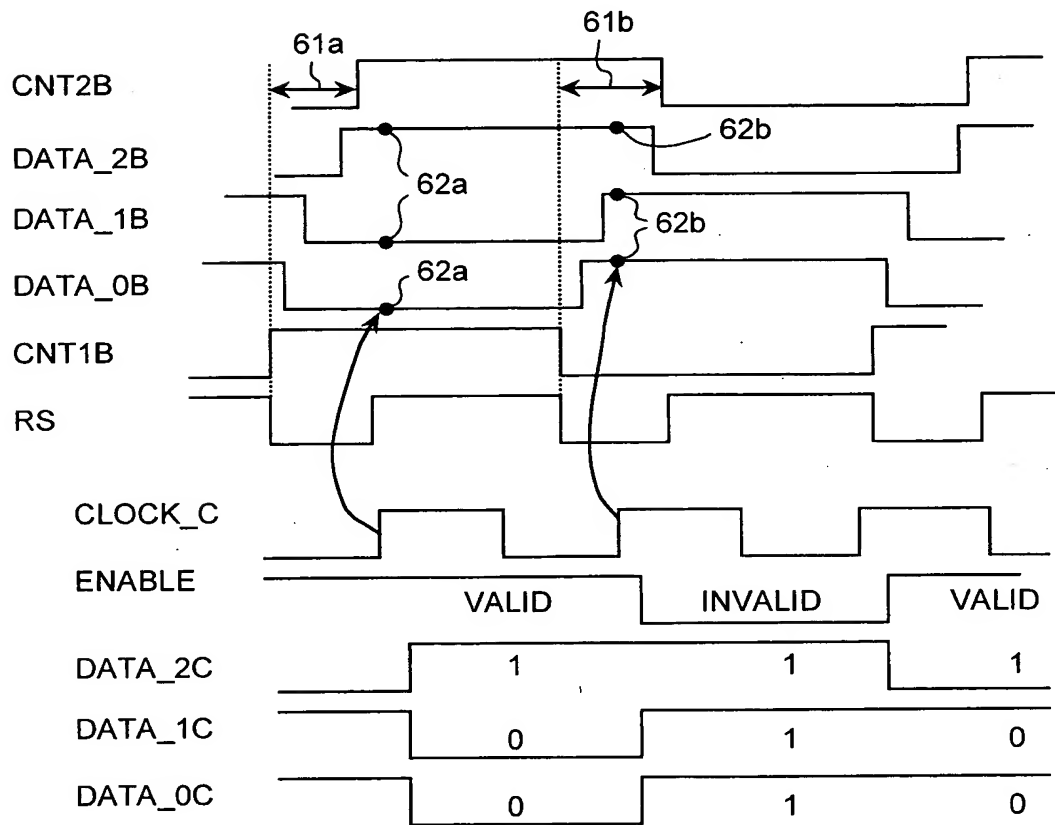 61a
61b
CNT2B
DATA_2B
62b
62a
DATA_1B
62b
DATA_0B
62a
CNT1B
RS
CLOCK_C
ENABLE
VALID INVALID VALID
DATA_2C 1 1 1
DATA_1C 0 1 0
DATA_0C 0 1 0